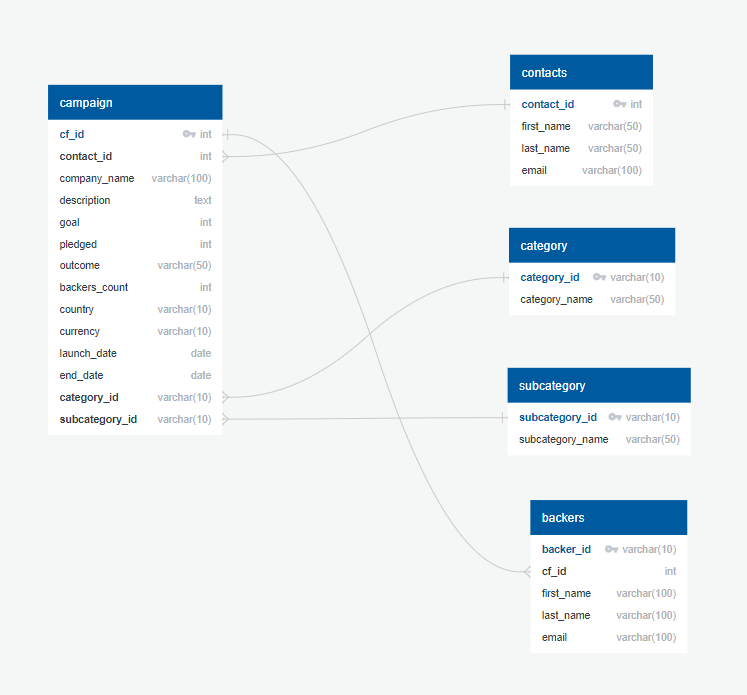 campaign
cf_id int
contact_id int
company_name varchar(100)
description text
goal int
pledged int
outcome varchar(50)
backers_count int
country varchar(10)
currency varchar(10)
launch_date date
end_date date
category_id varchar(10)
subcategory_id varchar(10)
contacts
contact_id int
first_name varchar(50)
last_name varchar(50)
email varchar(100)
category
category_id varchar(10)
category_name varchar(50)
subcategory
subcategory_id varchar(10)
subcategory_name varchar(50)
backers
backer_id varchar(10)
cf_id int
first_name varchar(100)
last_name varchar(100)
email varchar(100)